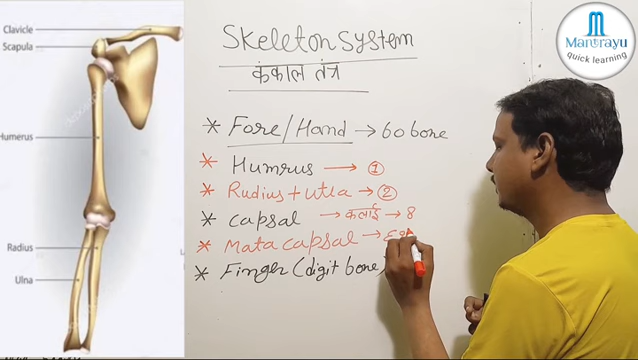 Clavicle
Scapula
Humerus
Radius
Ulna
Skeleton System
कंकाल तंत्र
* Fore/Hand → 60 bone
* Humrus → 1
* Rudius + Utla → 2
* Capsal → कलाई → 8
* Mata capsal →
* Finger (digit bone)
Manurayu
quick learning